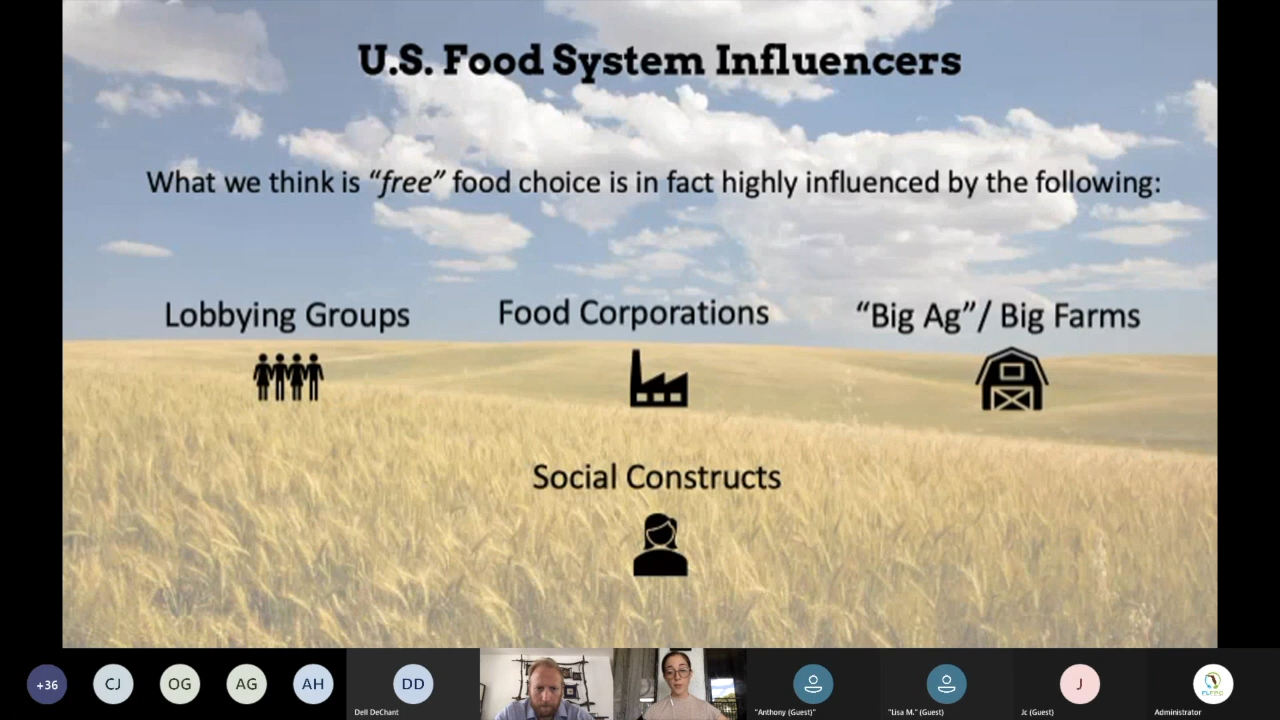 U.S. Food System Influencers
What we think is “free” food choice is in fact highly influenced by the following:
Lobbying Groups
Food Corporations
“Big Ag”/ Big Farms
Social Constructs
+36
CJ
OG
AG
AH
DD
J
Dell DeChant
"Anthony (Guest)"
"Lisa M." (Guest)
Jc (Guest)
Administrator